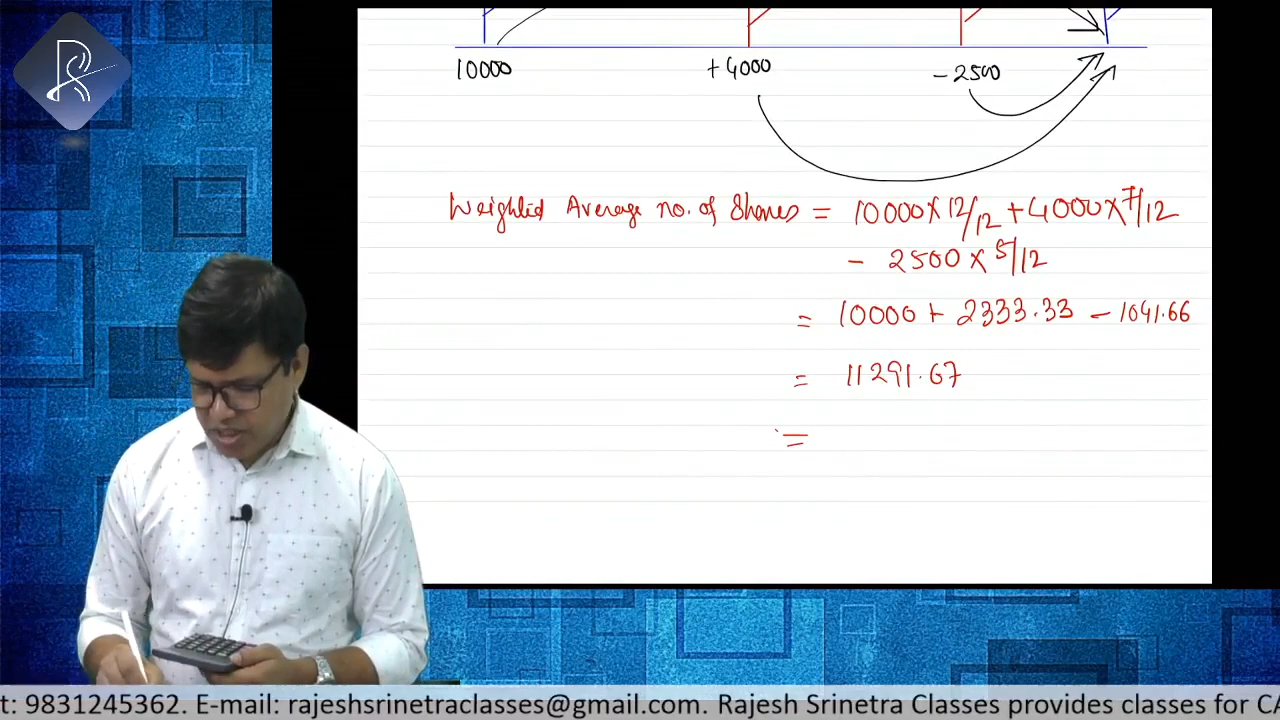 RS
10000 +4000 -2500
Weighted Average no. of Shares = 10000 X 12/12 + 4000 X 7/12
- 2500 X 5/12
= 10000 + 2333.33 - 1041.66
= 11291.67
=
t: 9831245362. E-mail: rajeshsrinetraclasses@gmail.com. Rajesh Srinetra Classes provides classes for CA